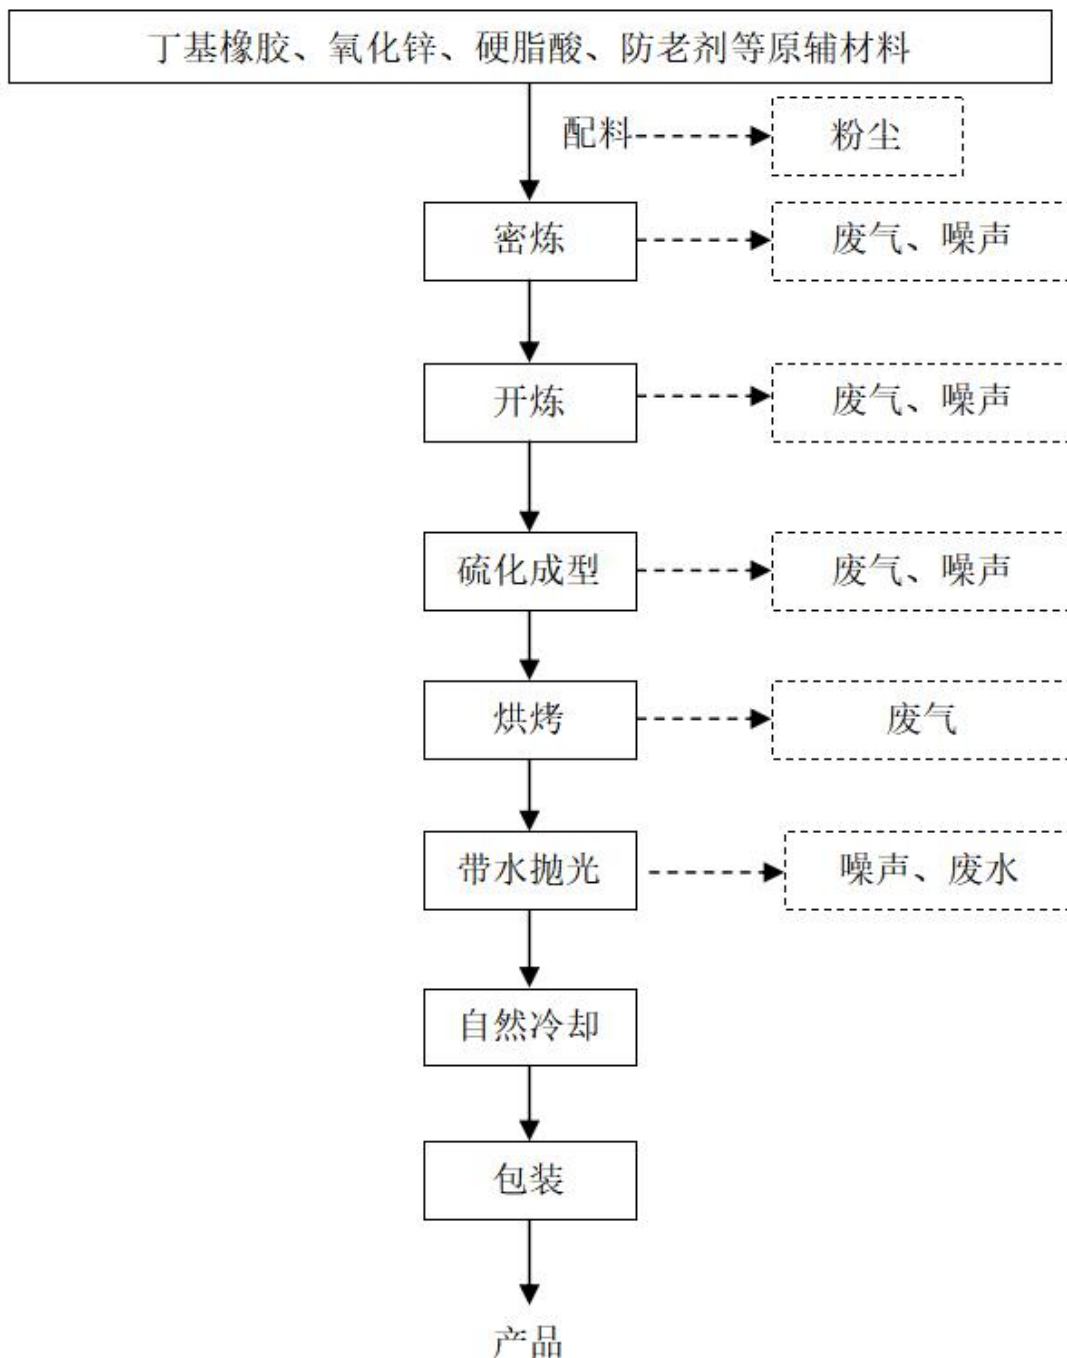 丁基橡胶、氧化锌、硬脂酸、防老剂等原辅材料
配料
粉尘
密炼
废气、噪声
开炼
废气、噪声
硫化成型
废气、噪声
烘烤
废气
带水抛光
噪声、废水
自然冷却
包装
产品